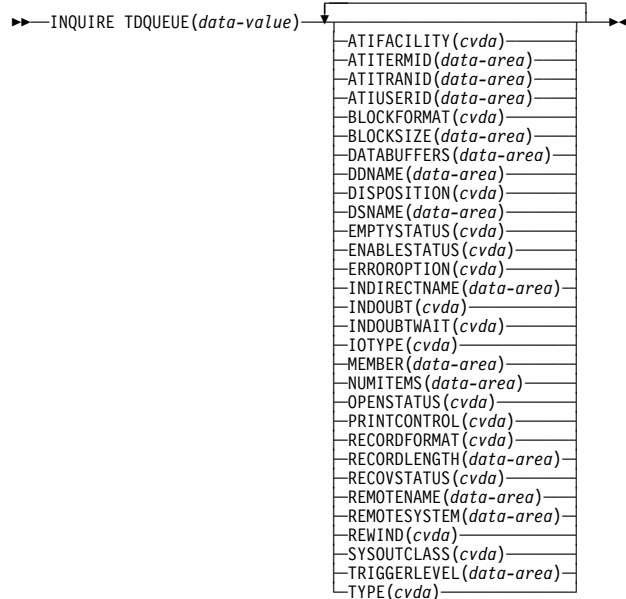 INQUIRE TDQUEUE(data-value)
ATIFACILITY(cvda)
ATITERMID(data-area)
ATITRANID(data-area)
ATIUSERID(data-area)
BLOCKFORMAT(cvda)
BLOCKSIZE(data-area)
DATABUFFERS(data-area)
DDNAME(data-area)
DISPOSITION(cvda)
DSNAME(data-area)
EMPTYSTATUS(cvda)
ENABLESTATUS(cvda)
ERROROPTION(cvda)
INDIRECTNAME(data-area)
INDOUBT(cvda)
INDOUBTWAIT(cvda)
IOTYPE(cvda)
MEMBER(data-area)
NUMITEMS(data-area)
OPENSTATUS(cvda)
PRINTCONTROL(cvda)
RECORDFORMAT(cvda)
RECORDLENGTH(data-area)
RECOVSTATUS(cvda)
REMOTENAME(data-area)
REMOTESYSTEM(data-area)
REWIND(cvda)
SYSOUTCLASS(cvda)
TRIGGERLEVEL(data-area)
TYPE(cvda)